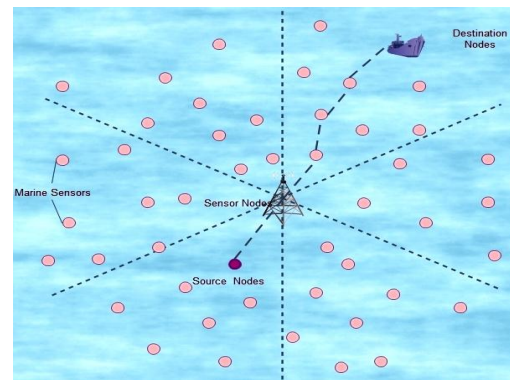 Destination
Nodes
Marine Sensors
Sensor Nodes
Source Nodes